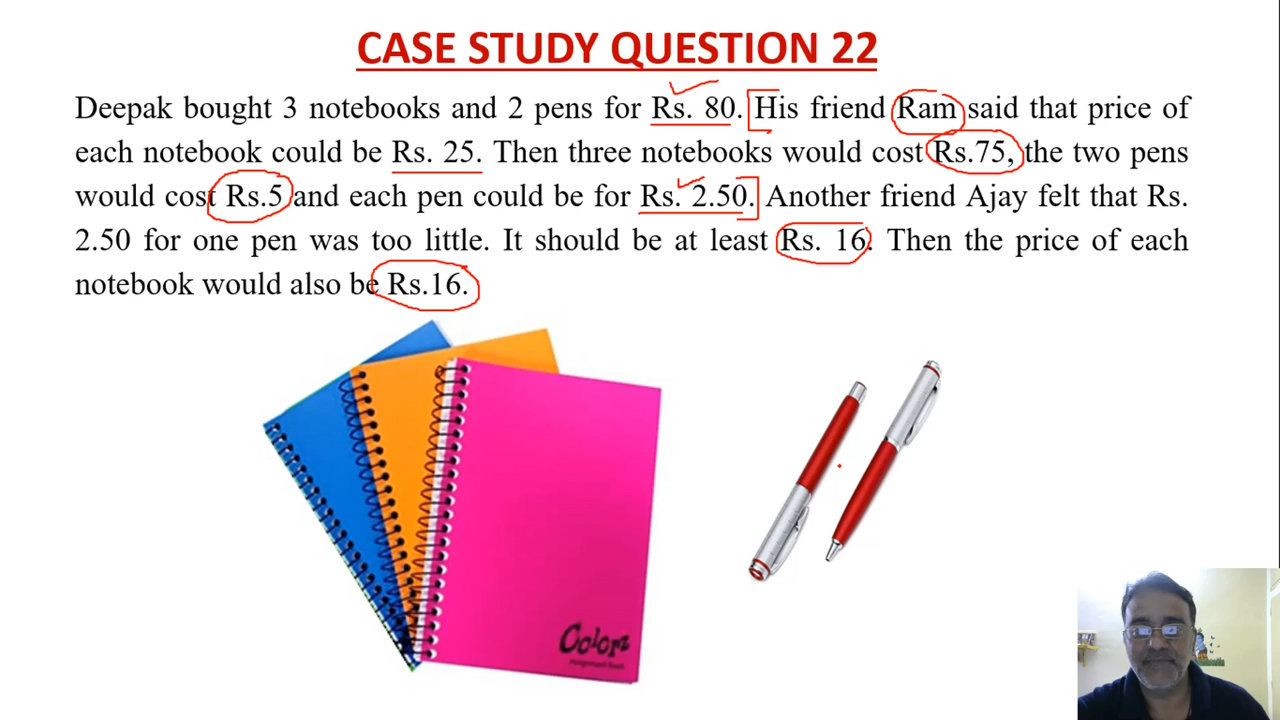 CASE STUDY QUESTION 22
Deepak bought 3 notebooks and 2 pens for Rs. 80. His friend Ram said that price of
each notebook could be Rs. 25. Then three notebooks would cost Rs.75, the two pens
would cost Rs.5 and each pen could be for Rs. 2.50. Another friend Ajay felt that Rs.
2.50 for one pen was too little. It should be at least Rs. 16. Then the price of each
notebook would also be Rs.16.
Colorz